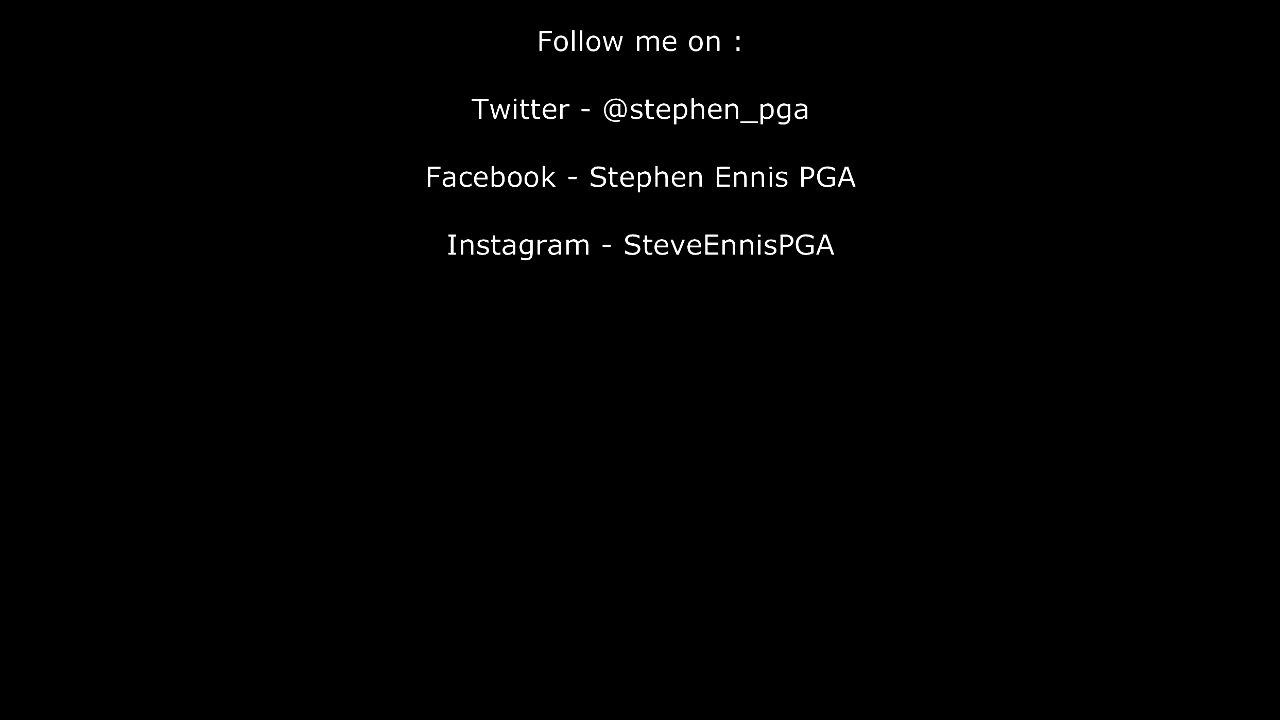 Follow me on :
Twitter - @stephen_pga
Facebook - Stephen Ennis PGA
Instagram - SteveEnnisPGA